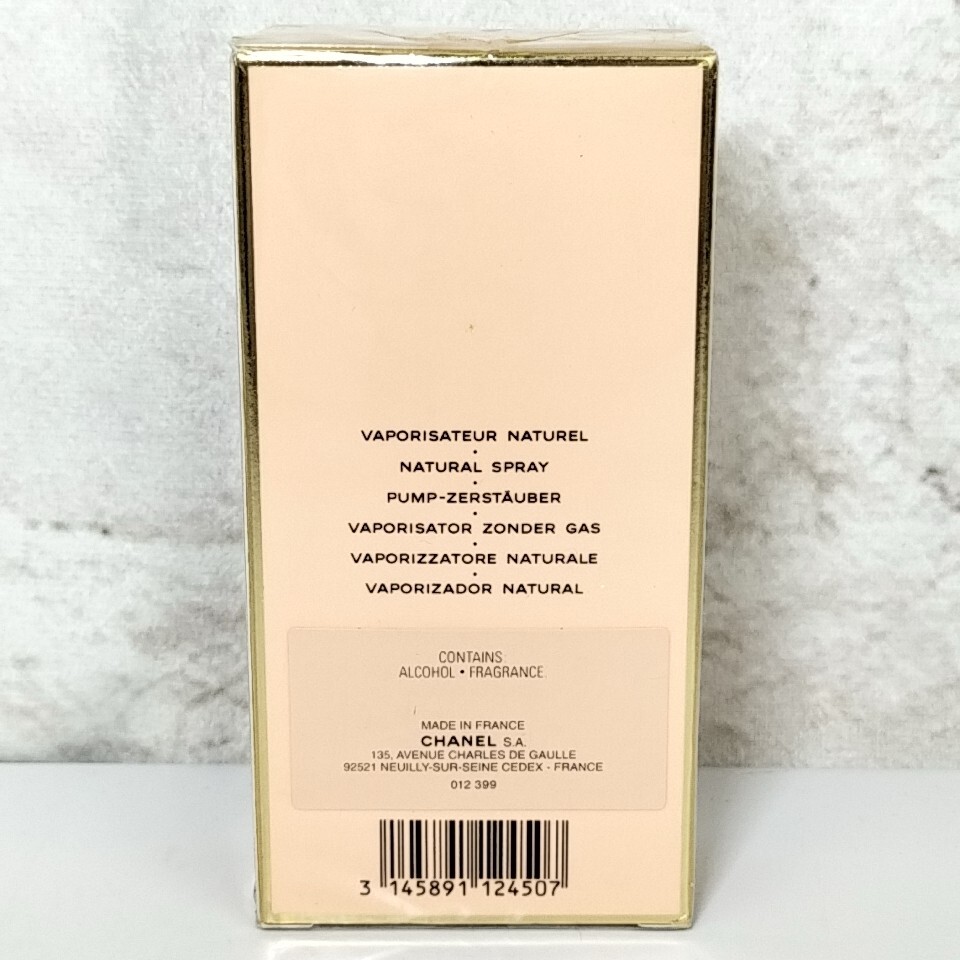 VAPORISATEUR NATUREL
•
NATURAL SPRAY
•
PUMP-ZERSTÄUBER
•
VAPORISATOR ZONDER GAS
•
VAPORIZZATORE NATURALE
•
VAPORIZADOR NATURAL
CONTAINS:
ALCOHOL • FRAGRANCE.
MADE IN FRANCE
CHANEL S.A.
135, AVENUE CHARLES DE GAULLE
92521 NEUILLY-SUR-SEINE CEDEX - FRANCE
012 399
3 145891 124507